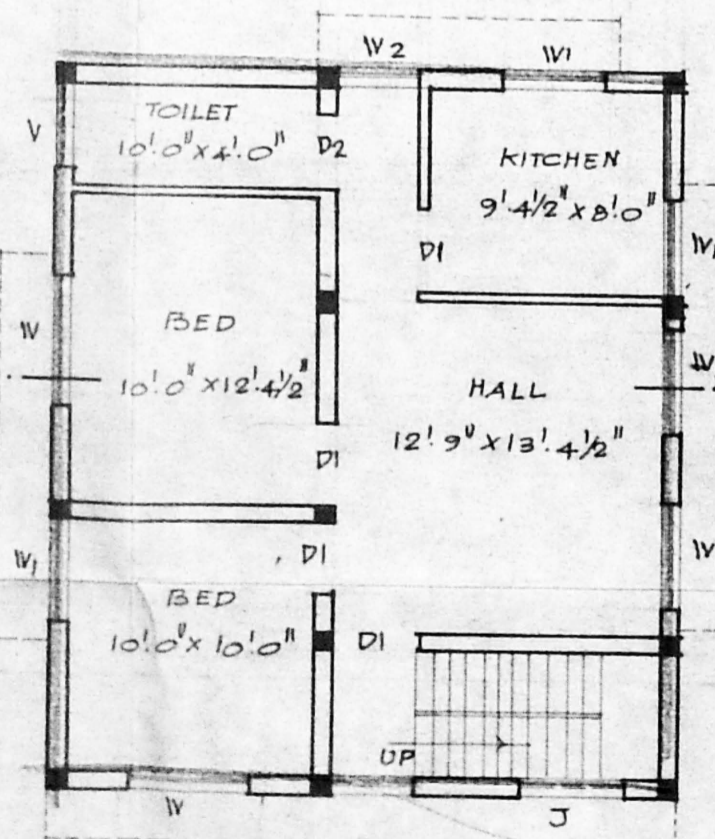 W2
W1
TOILET
10'.0" X 4'.0"
V
D2
KITCHEN
9'.4½" X 8'.0"
D1
W1
BED
10'.0" X 12'.4½"
W
HALL
12'.9" X 13'.4½"
D1
D1
W1
BED
10'.0" X 10'.0"
D1
W
UP
W
J